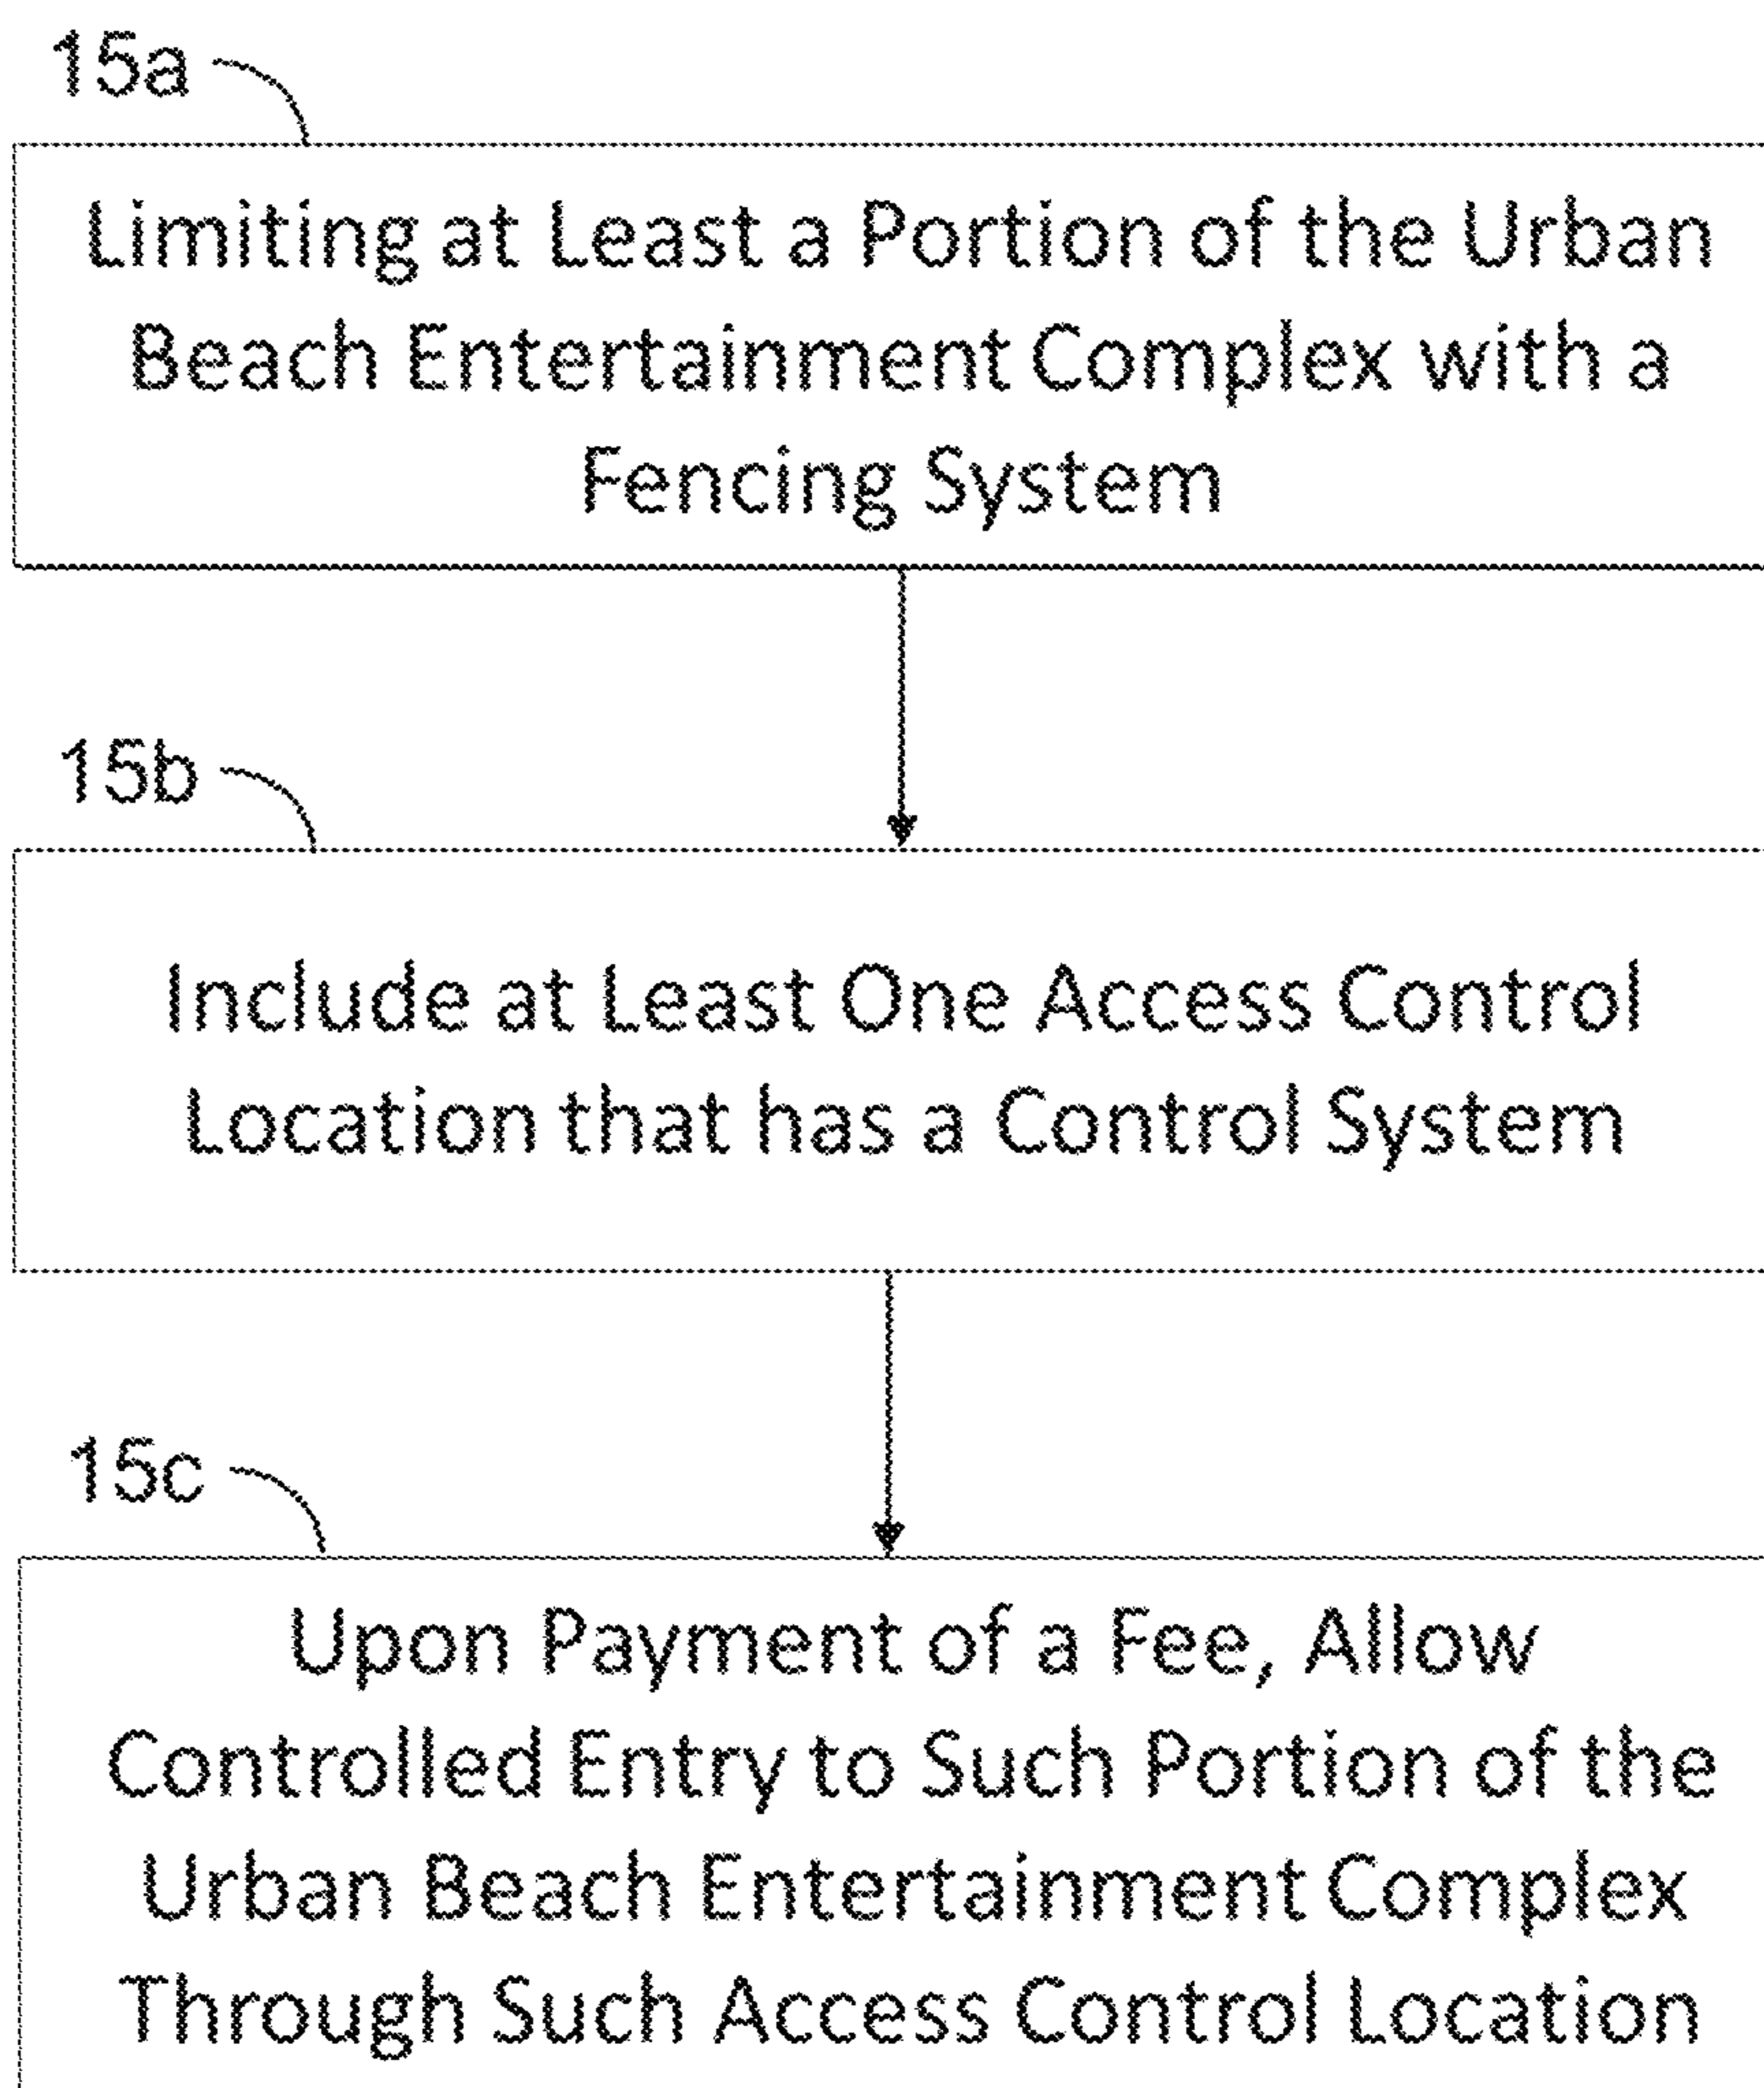 15a
Limiting at Least a Portion of the Urban
Beach Entertainment Complex with a
Fencing System
15b
Include at Least One Access Control
Location that has a Control System
15c
Upon Payment of a Fee, Allow
Controlled Entry to Such Portion of the
Urban Beach Entertainment Complex
Through Such Access Control Location